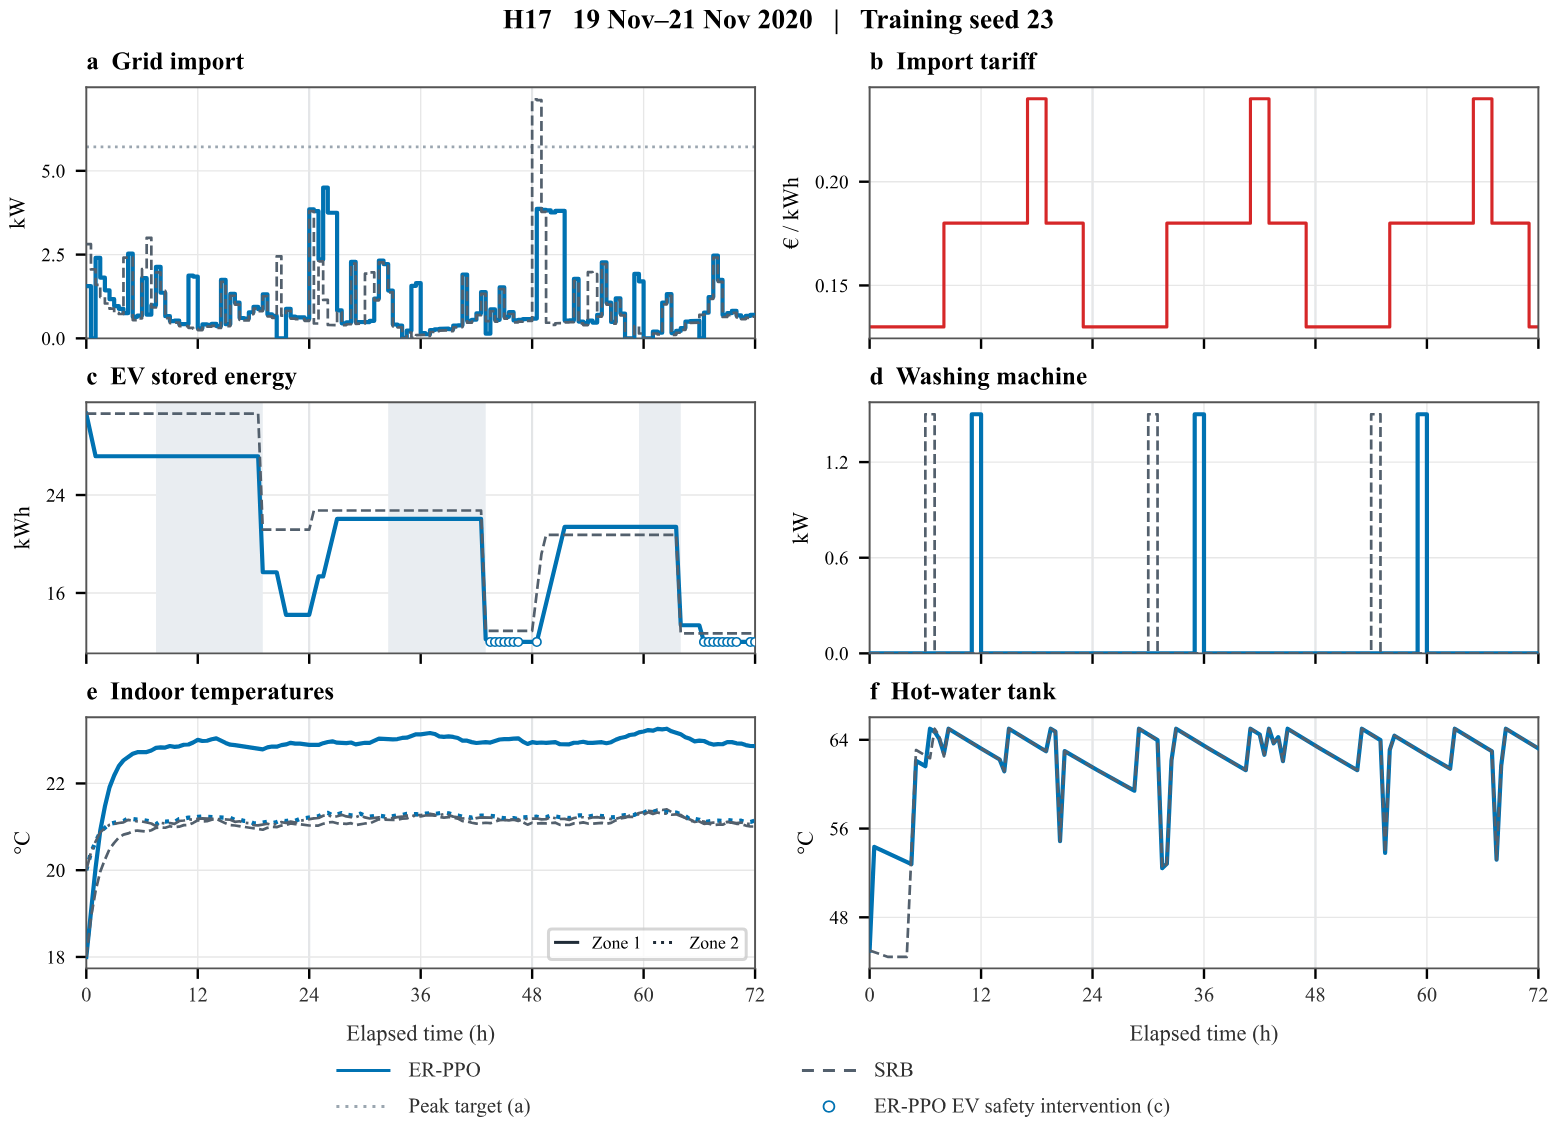 H17 19 Nov–21 Nov 2020 | Training seed 23
a Grid import
kW
5.0
2.5
0.0
b Import tariff
€ / kWh
0.20
0.15
c EV stored energy
kWh
24
16
d Washing machine
kW
1.2
0.6
0.0
e Indoor temperatures
°C
22
20
18
Zone 1 Zone 2
0 12 24 36 48 60 72
Elapsed time (h)
f Hot-water tank
°C
64
56
48
0 12 24 36 48 60 72
Elapsed time (h)
ER-PPO
SRB
Peak target (a)
ER-PPO EV safety intervention (c)